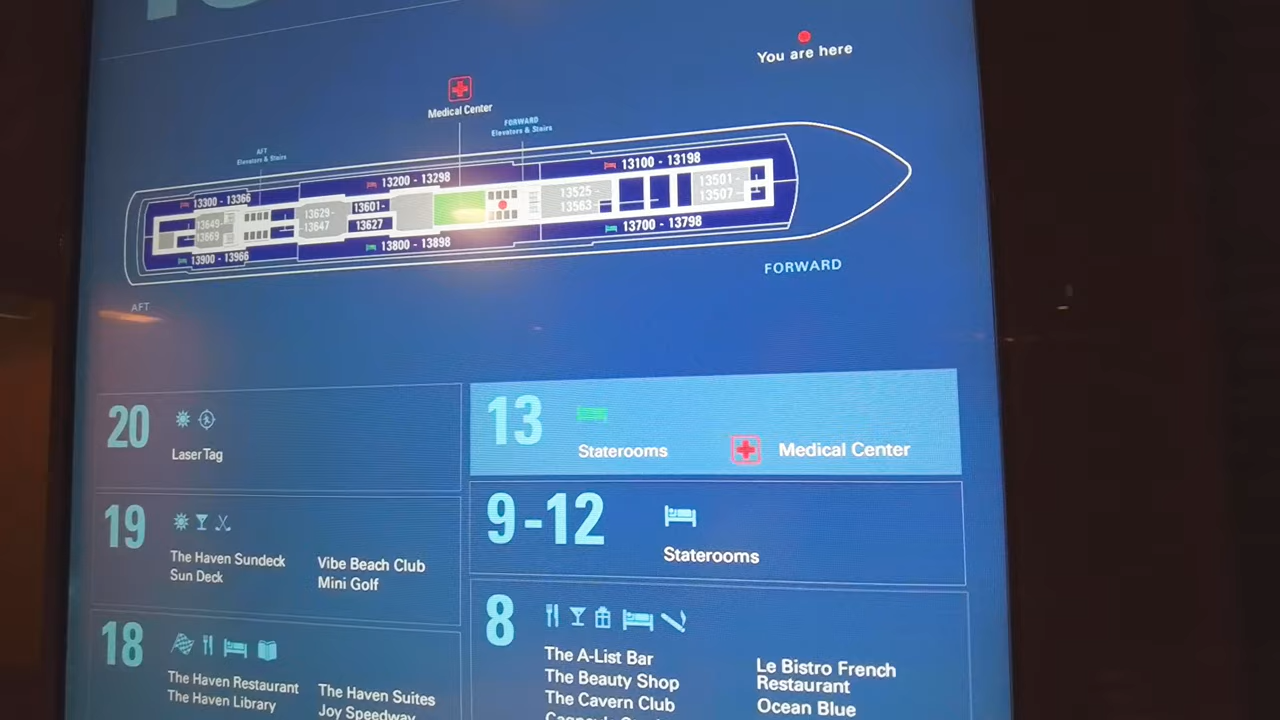 You are here
Medical Center
FORWARD
Elevators & Stairs
AFT
Elevators & Stairs
13100 - 13198
13200 - 13298
13300 - 13366
13501 -
13507
13525 -
13563
13601-
13627
13629-
13647
13649-
13669
13700 - 13798
13800 - 13898
13900 - 13966
FORWARD
AFT
20
Laser Tag
19
The Haven Sundeck
Sun Deck
Vibe Beach Club
Mini Golf
18
The Haven Restaurant
The Haven Library
The Haven Suites
Joy Speedway
13
Staterooms
Medical Center
9-12
Staterooms
8
The A-List Bar
The Beauty Shop
The Cavern Club
Le Bistro French
Restaurant
Ocean Blue